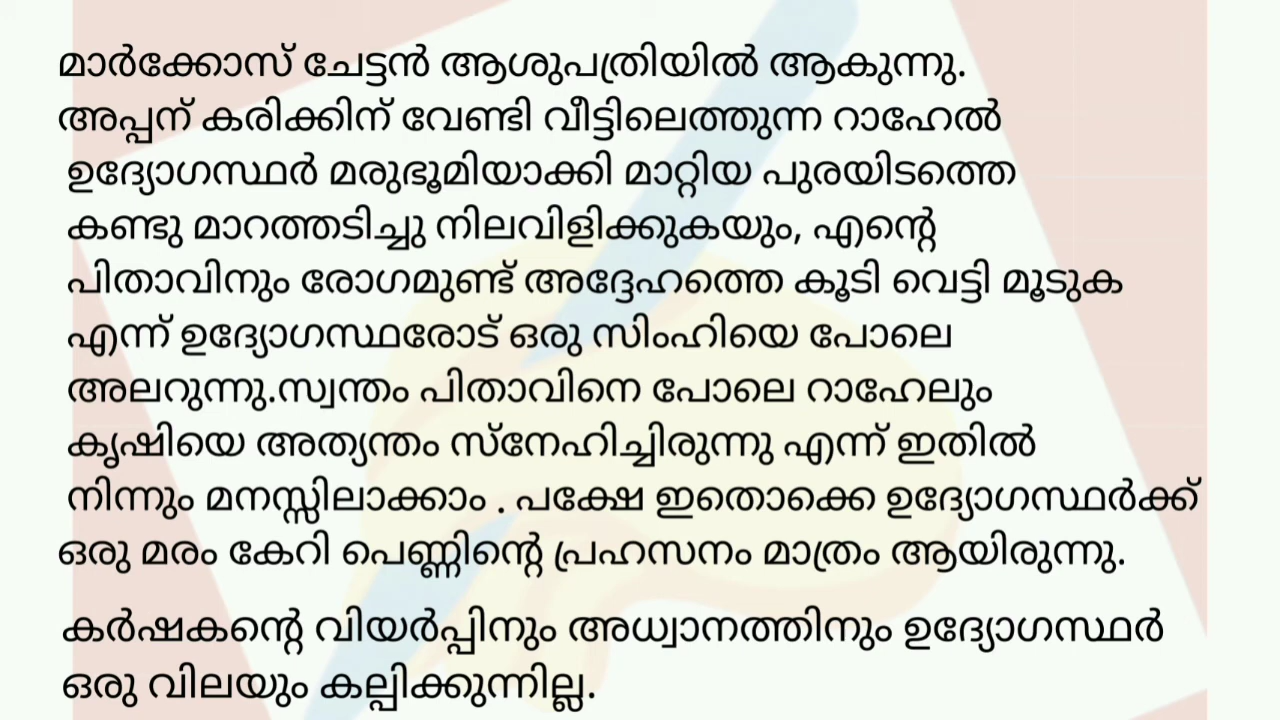 മാർക്കോസ് ചേട്ടൻ ആശുപത്രിയിൽ ആകുന്നു.
അപ്പന് കരിക്കിന് വേണ്ടി വീട്ടിലെത്തുന്ന റാഹേൽ
ഉദ്യോഗസ്ഥർ മരുഭൂമിയാക്കി മാറ്റിയ പുരയിടത്തെ
കണ്ടു മാറത്തടിച്ചു നിലവിളിക്കുകയും, എന്റെ
പിതാവിനും രോഗമുണ്ട് അദ്ദേഹത്തെ കൂടി വെട്ടി മൂടുക
എന്ന് ഉദ്യോഗസ്ഥരോട് ഒരു സിംഹിയെ പോലെ
അലറുന്നു.സ്വന്തം പിതാവിനെ പോലെ റാഹേലും
കൃഷിയെ അത്യന്തം സ്നേഹിച്ചിരുന്നു എന്ന് ഇതിൽ
നിന്നും മനസ്സിലാക്കാം . പക്ഷേ ഇതൊക്കെ ഉദ്യോഗസ്ഥർക്ക്
ഒരു മരം കേറി പെണ്ണിന്റെ പ്രഹസനം മാത്രം ആയിരുന്നു.
കർഷകന്റെ വിയർപ്പിനും അധ്വാനത്തിനും ഉദ്യോഗസ്ഥർ
ഒരു വിലയും കല്പിക്കുന്നില്ല.